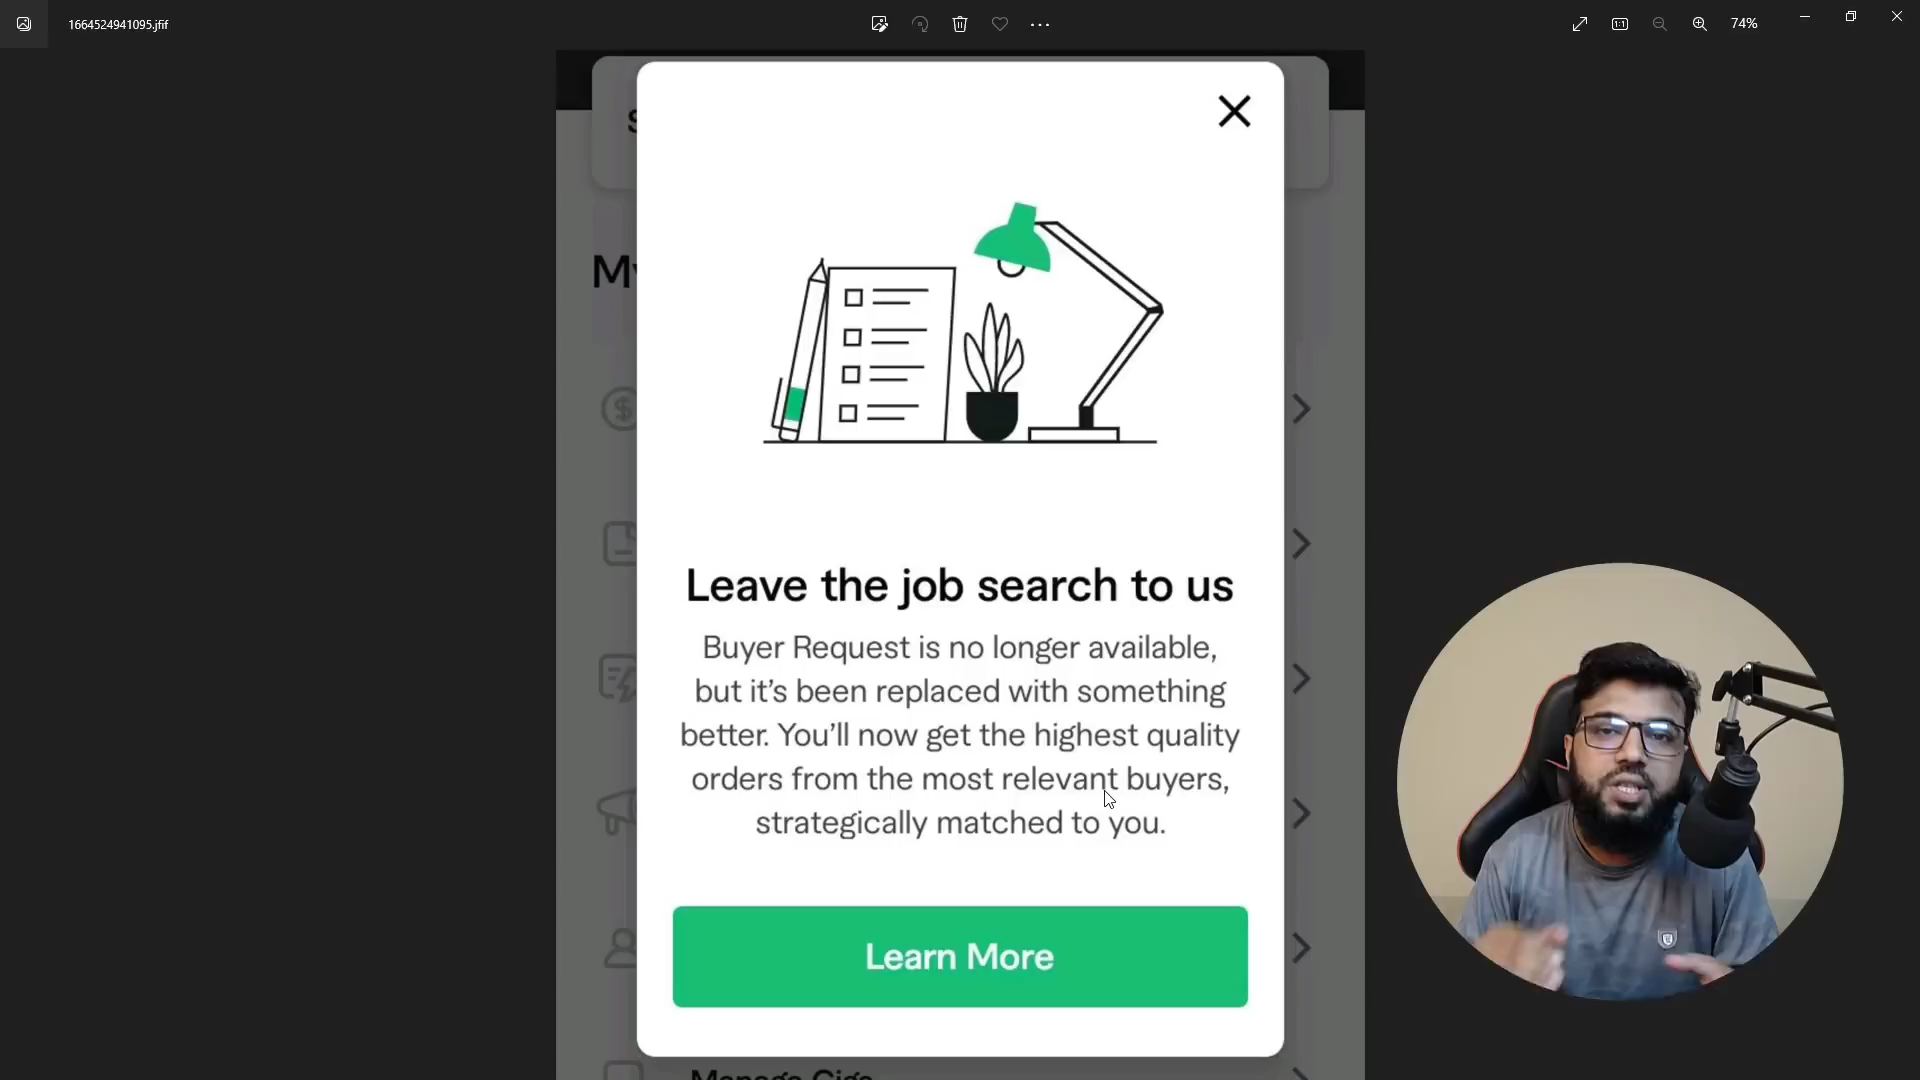 1664524941095.jfif
74%
Leave the job search to us
Buyer Request is no longer available,
but it's been replaced with something
better. You'll now get the highest quality
orders from the most relevant buyers,
strategically matched to you.
Learn More
Manage Gigs